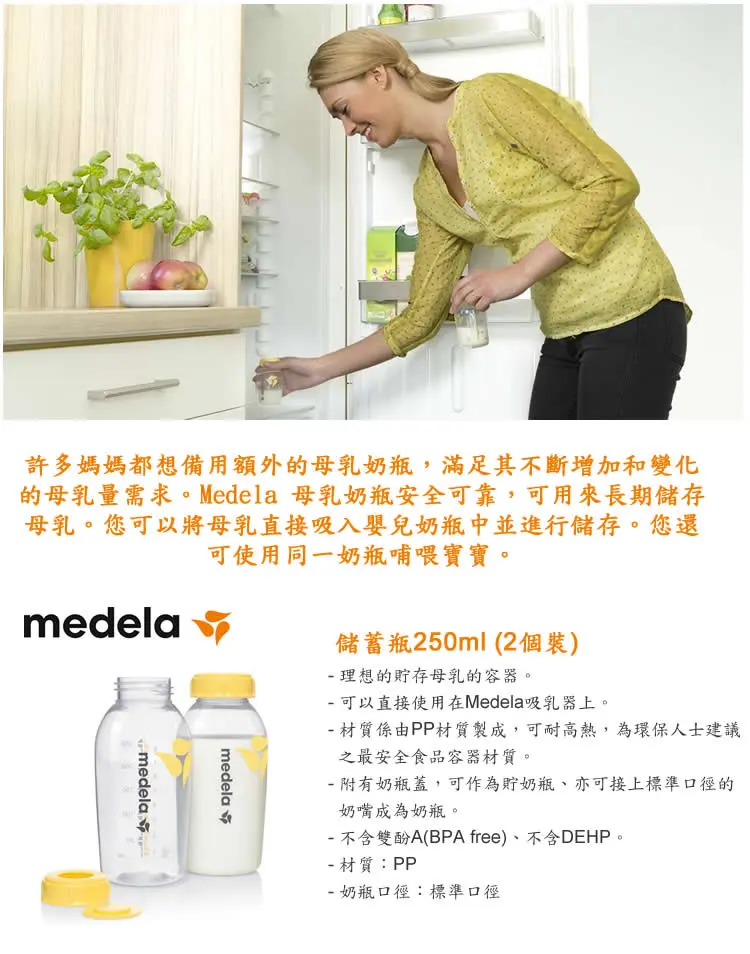 許多媽媽都想備用額外的母乳奶瓶，滿足其不斷增加和變化
的母乳量需求。Medela 母乳奶瓶安全可靠，可用來長期儲存
母乳。您可以將母乳直接吸入嬰兒奶瓶中並進行儲存。您還
可使用同一奶瓶哺喂寶寶。
medela
儲蓄瓶250ml (2個裝)
- 理想的貯存母乳的容器。
- 可以直接使用在Medela吸乳器上。
- 材質係由PP材質製成，可耐高熱，為環保人士建議
之最安全食品容器材質。
- 附有奶瓶蓋，可作為貯奶瓶、亦可接上標準口徑的
奶嘴成為奶瓶。
- 不含雙酚A(BPA free)、不含DEHP。
- 材質：PP
- 奶瓶口徑：標準口徑
medela
medela